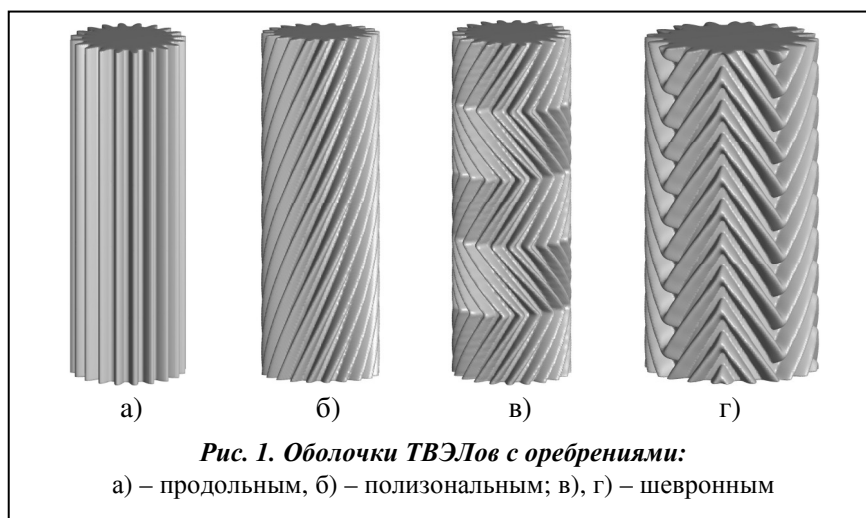 а) б) в) г)
Рис. 1. Оболочки ТВЭЛов с оребрениями:
а) – продольным, б) – полизональным; в), г) – шевронным